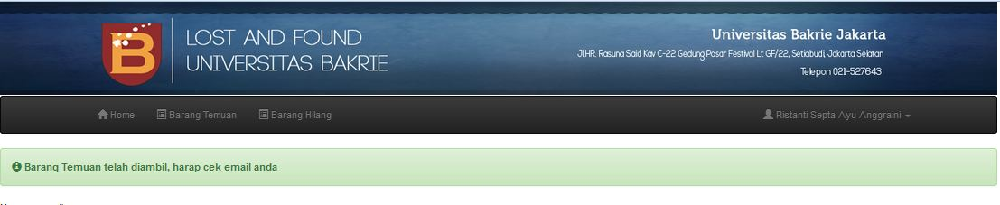 B
LOST AND FOUND
UNIVERSITAS BAKRIE
Universitas Bakrie Jakarta
Jl.HR. Rasuna Said Kav C-22 Gedung Pasar Festival Lt GF/22, Setiabudi, Jakarta Selatan
Telepon 021-527643
Home Barang Temuan Barang Hilang Ristanti Septa Ayu Anggraini
Barang Temuan telah diambil, harap cek email anda